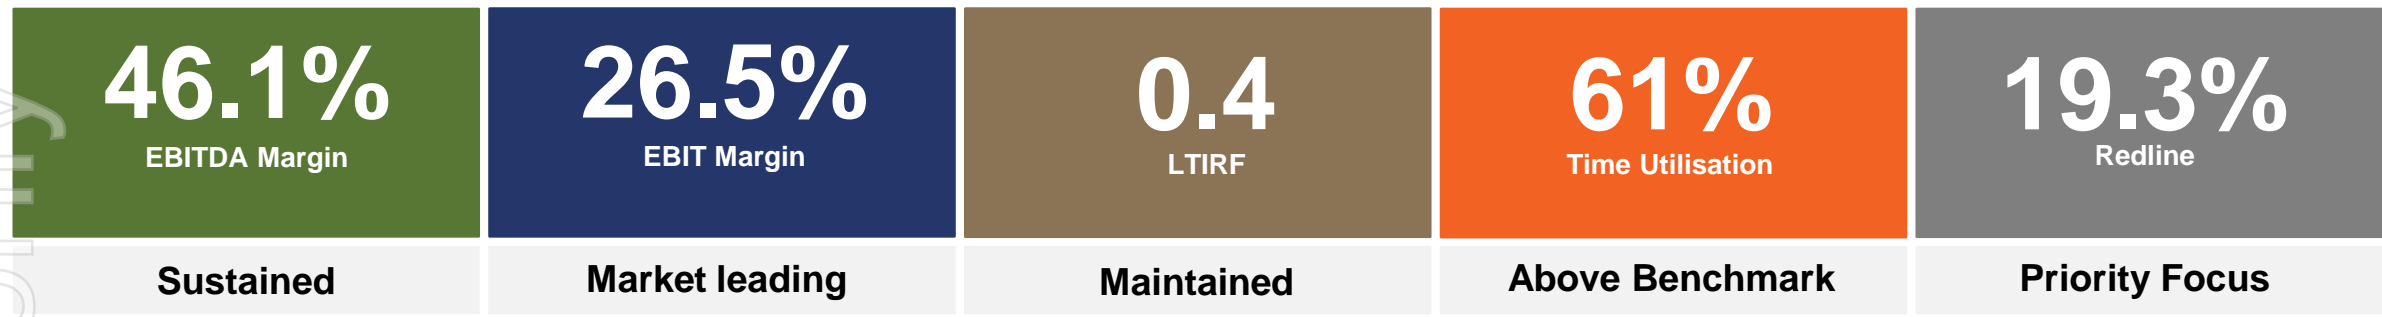 46.1%
EBITDA Margin
Sustained
26.5%
EBIT Margin
Market leading
0.4
LTIRF
Maintained
61%
Time Utilisation
Above Benchmark
19.3%
Redline
Priority Focus